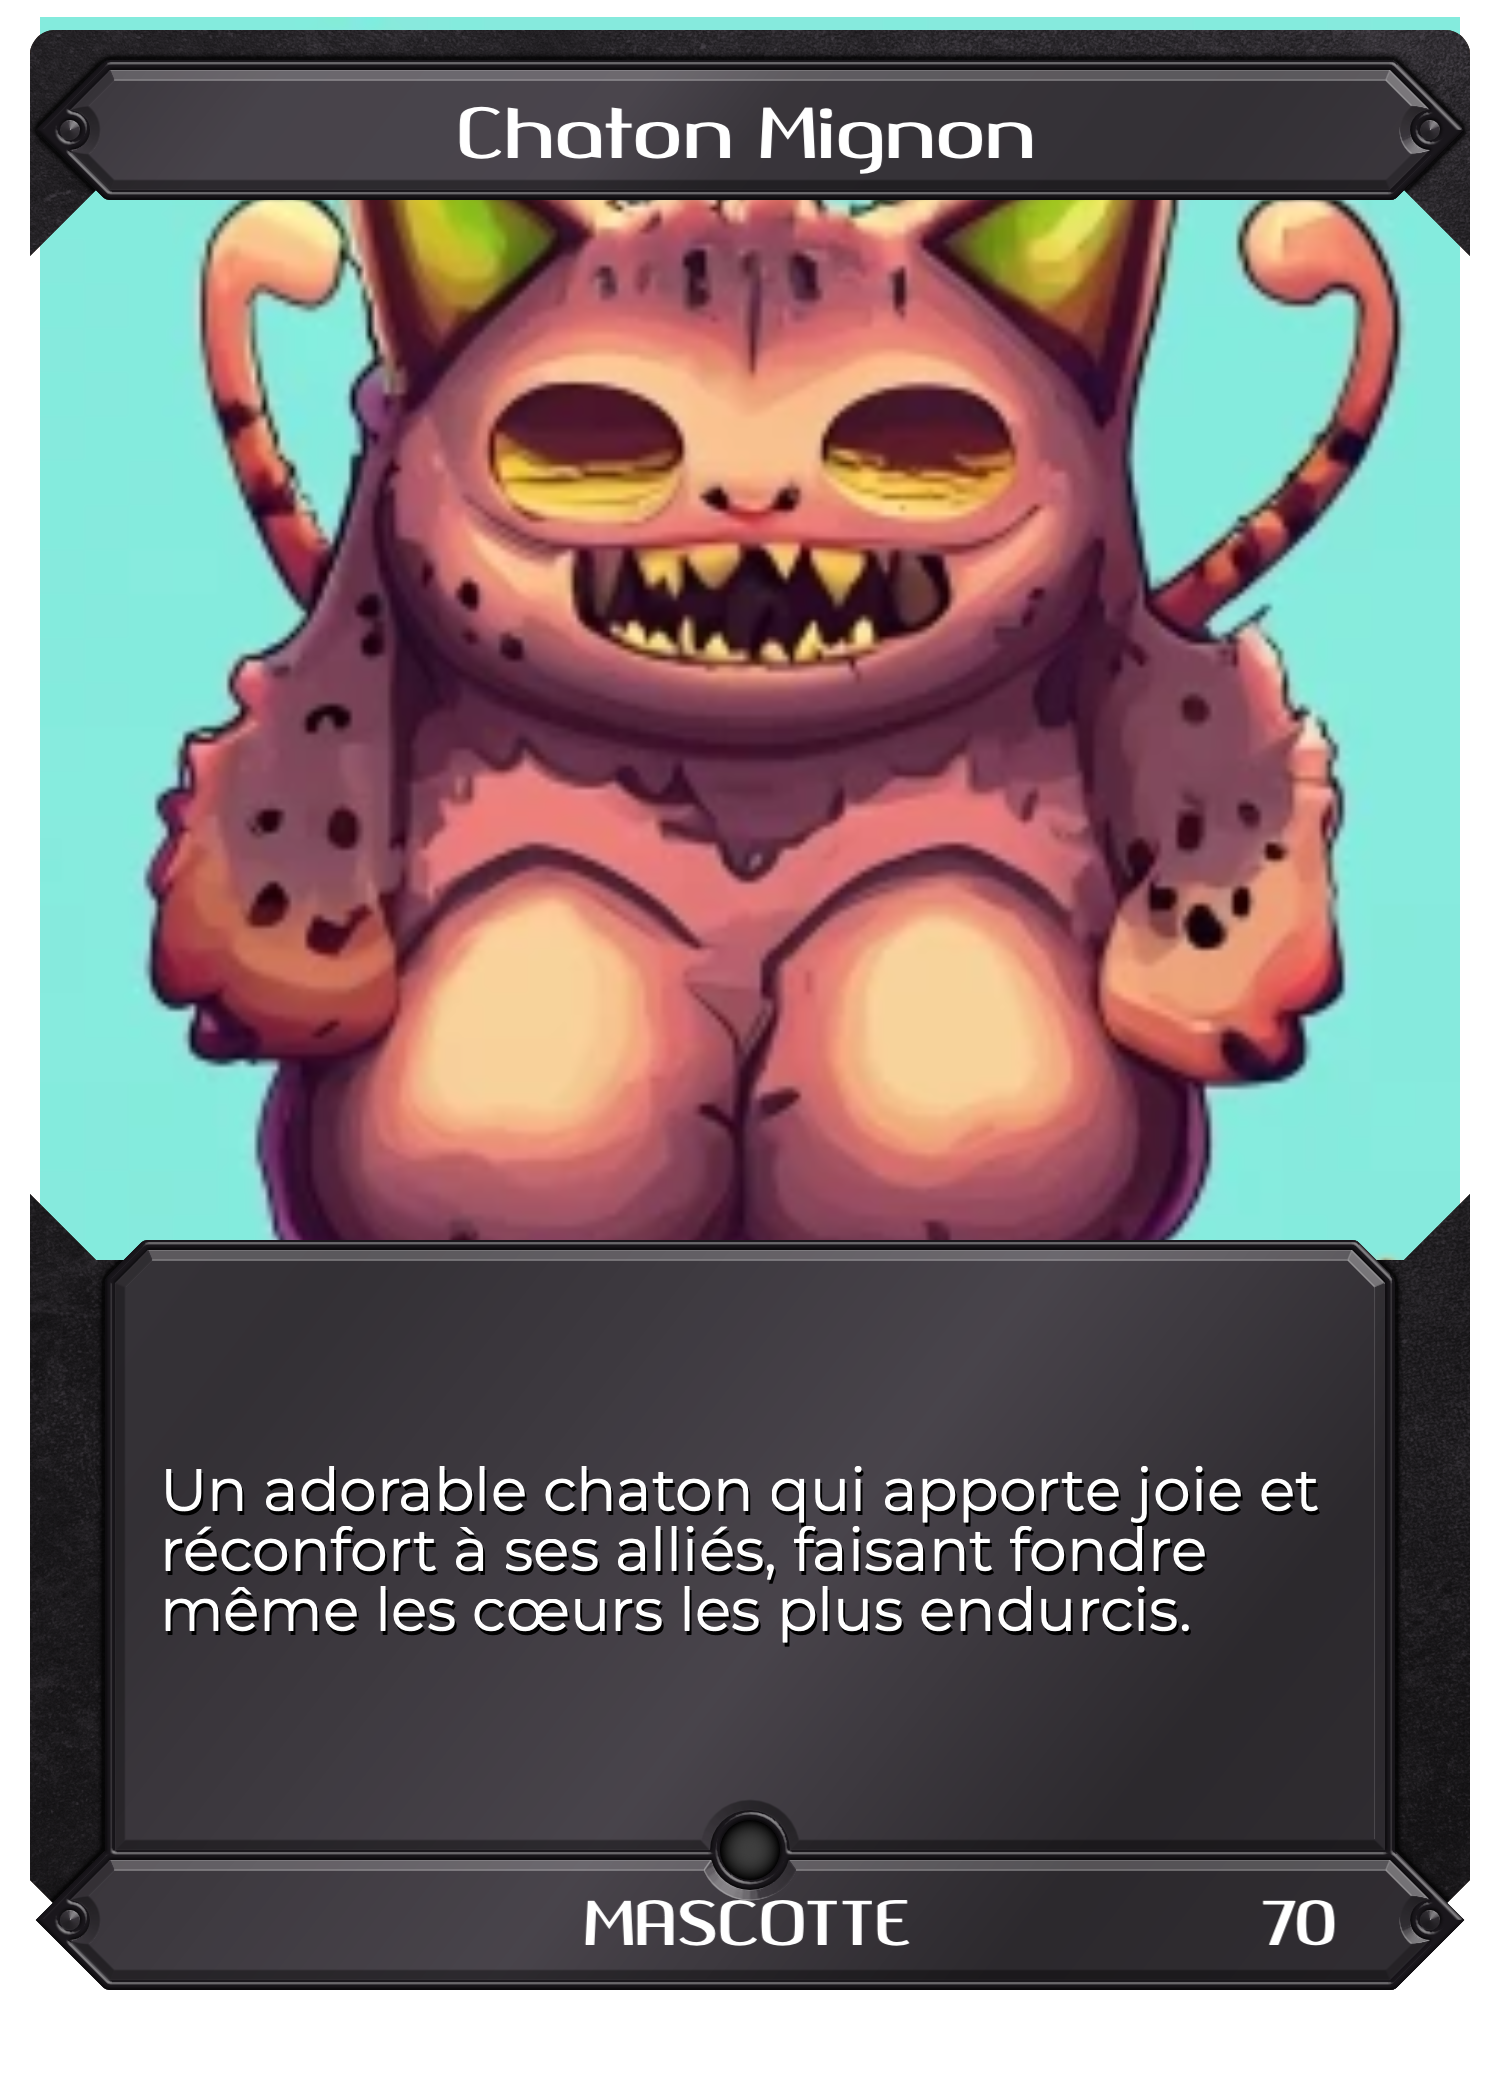 Chaton Mignon
Un adorable chaton qui apporte joie et
réconfort à ses alliés, faisant fondre
même les cœurs les plus endurcis.
MASCOTTE 70